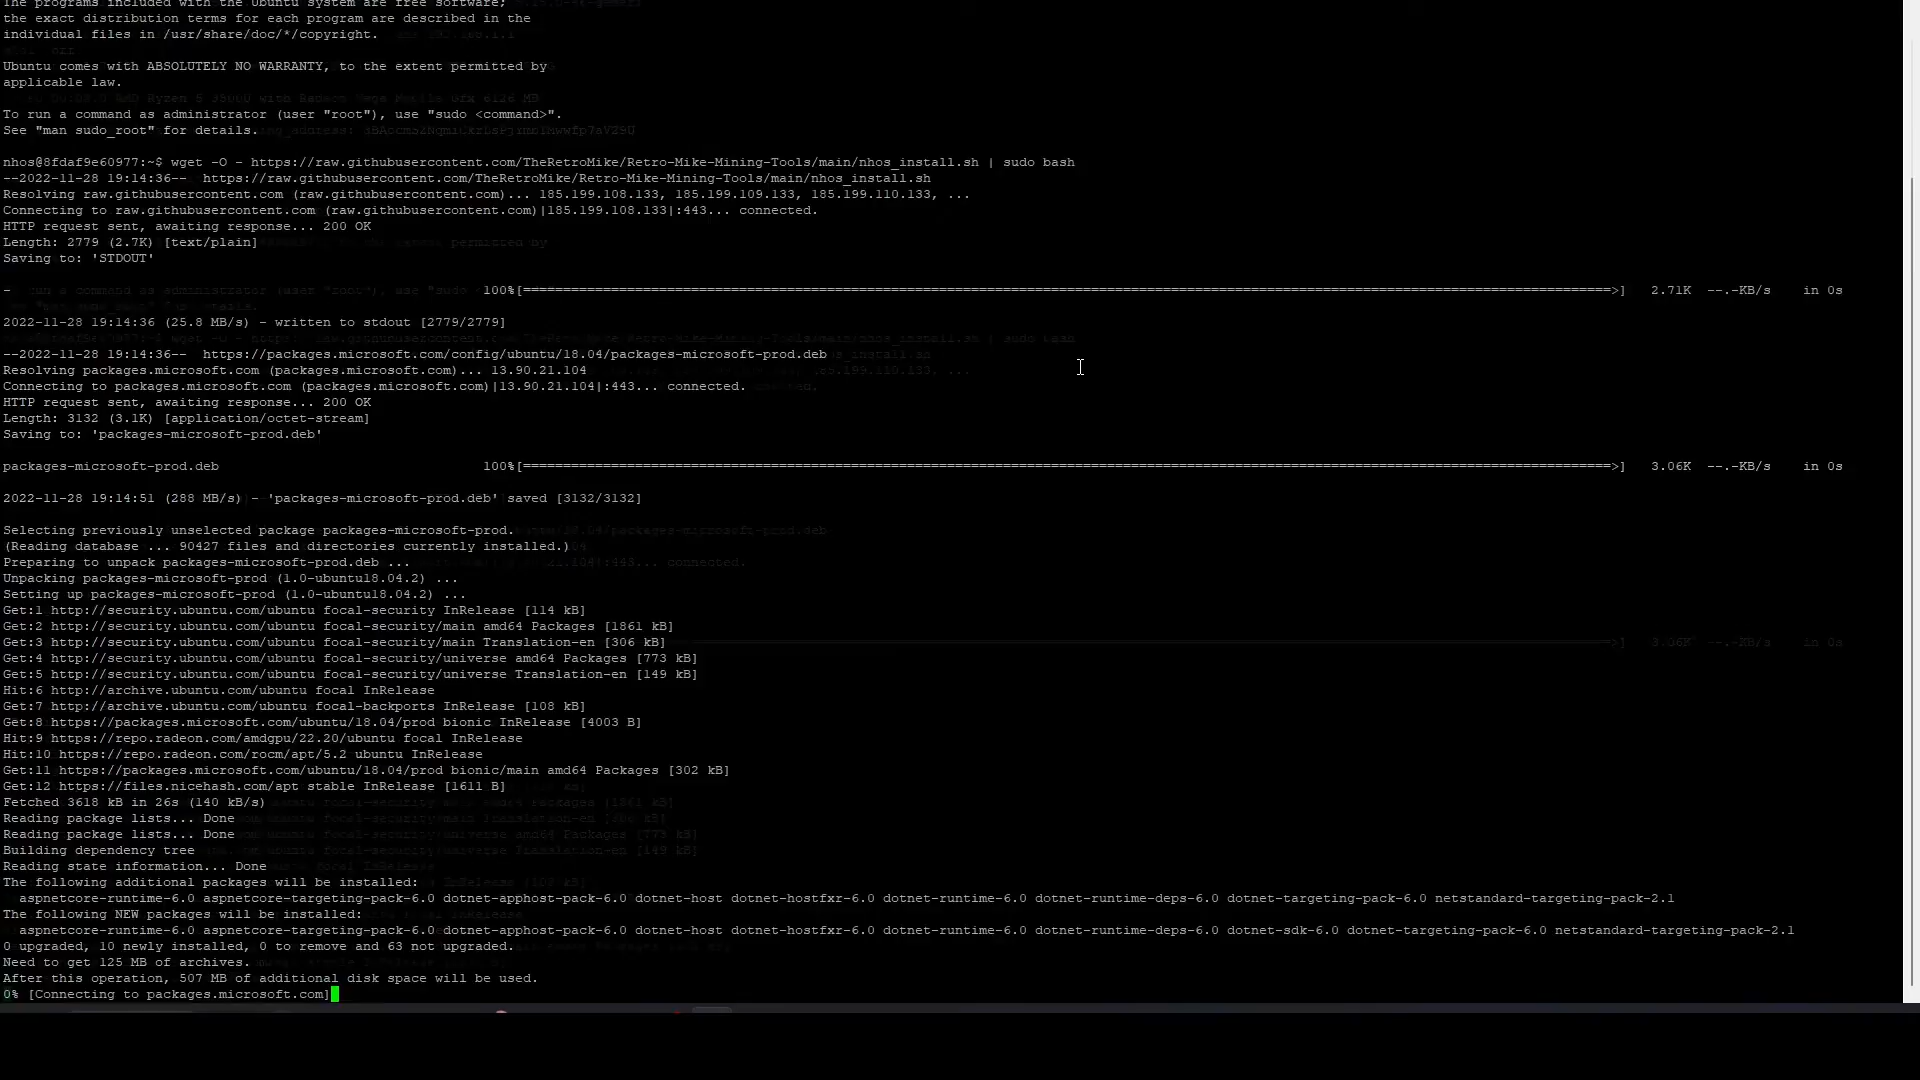 The programs included with the Ubuntu system are free software;
the exact distribution terms for each program are described in the
individual files in /usr/share/doc/*/copyright.
Ubuntu comes with ABSOLUTELY NO WARRANTY, to the extent permitted by
applicable law.
To run a command as administrator (user "root"), use "sudo <command>".
See "man sudo_root" for details.
nhos@8fdaf9e60977:~$ wget -O - https://raw.githubusercontent.com/TheRetroMike/Retro-Mike-Mining-Tools/main/nhos_install.sh | sudo bash
--2022-11-28 19:14:36--  https://raw.githubusercontent.com/TheRetroMike/Retro-Mike-Mining-Tools/main/nhos_install.sh
Resolving raw.githubusercontent.com (raw.githubusercontent.com)... 185.199.108.133, 185.199.109.133, 185.199.110.133, ...
Connecting to raw.githubusercontent.com (raw.githubusercontent.com)|185.199.108.133|:443... connected.
HTTP request sent, awaiting response... 200 OK
Length: 2779 (2.7K) [text/plain]
Saving to: 'STDOUT'
- 100%[=====================================>] 2.71K --.-KB/s in 0s
2022-11-28 19:14:36 (25.8 MB/s) - written to stdout [2779/2779]
--2022-11-28 19:14:36--  https://packages.microsoft.com/config/ubuntu/18.04/packages-microsoft-prod.deb
Resolving packages.microsoft.com (packages.microsoft.com)... 13.90.21.104
Connecting to packages.microsoft.com (packages.microsoft.com)|13.90.21.104|:443... connected.
HTTP request sent, awaiting response... 200 OK
Length: 3132 (3.1K) [application/octet-stream]
Saving to: 'packages-microsoft-prod.deb'
packages-microsoft-prod.deb 100%[=====================================>] 3.06K --.-KB/s in 0s
2022-11-28 19:14:51 (288 MB/s) - 'packages-microsoft-prod.deb' saved [3132/3132]
Selecting previously unselected package packages-microsoft-prod.
(Reading database ... 90427 files and directories currently installed.)
Preparing to unpack packages-microsoft-prod.deb ...
Unpacking packages-microsoft-prod (1.0-ubuntu18.04.2) ...
Setting up packages-microsoft-prod (1.0-ubuntu18.04.2) ...
Get:1 http://security.ubuntu.com/ubuntu focal-security InRelease [114 kB]
Get:2 http://security.ubuntu.com/ubuntu focal-security/main amd64 Packages [1861 kB]
Get:3 http://security.ubuntu.com/ubuntu focal-security/main Translation-en [306 kB]
Get:4 http://security.ubuntu.com/ubuntu focal-security/universe amd64 Packages [773 kB]
Get:5 http://security.ubuntu.com/ubuntu focal-security/universe Translation-en [149 kB]
Hit:6 http://archive.ubuntu.com/ubuntu focal InRelease
Get:7 http://archive.ubuntu.com/ubuntu focal-backports InRelease [108 kB]
Get:8 https://packages.microsoft.com/ubuntu/18.04/prod bionic InRelease [4003 B]
Hit:9 https://repo.radeon.com/amdgpu/22.20/ubuntu focal InRelease
Hit:10 https://repo.radeon.com/rocm/apt/5.2 ubuntu InRelease
Get:11 https://packages.microsoft.com/ubuntu/18.04/prod bionic/main amd64 Packages [302 kB]
Get:12 https://files.nicehash.com/apt stable InRelease [1611 B]
Fetched 3618 kB in 26s (140 kB/s)
Reading package lists... Done
Reading package lists... Done
Building dependency tree
Reading state information... Done
The following additional packages will be installed:
aspnetcore-runtime-6.0 aspnetcore-targeting-pack-6.0 dotnet-apphost-pack-6.0 dotnet-host dotnet-hostfxr-6.0 dotnet-runtime-6.0 dotnet-runtime-deps-6.0 dotnet-targeting-pack-6.0 netstandard-targeting-pack-2.1
The following NEW packages will be installed:
aspnetcore-runtime-6.0 aspnetcore-targeting-pack-6.0 dotnet-apphost-pack-6.0 dotnet-host dotnet-hostfxr-6.0 dotnet-runtime-6.0 dotnet-runtime-deps-6.0 dotnet-sdk-6.0 dotnet-targeting-pack-6.0 netstandard-targeting-pack-2.1
0 upgraded, 10 newly installed, 0 to remove and 63 not upgraded.
Need to get 125 MB of archives.
After this operation, 507 MB of additional disk space will be used.
0% [Connecting to packages.microsoft.com]